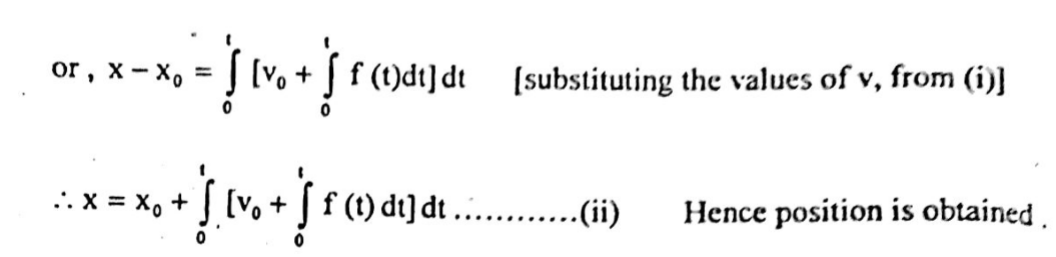 or , x – x₀ = ∫₀ᵗ [v₀ + ∫₀ᵗ f (t)dt] dt [substituting the values of v, from (i)]
∴ x = x₀ + ∫₀ᵗ [v₀ + ∫₀ᵗ f (t) dt] dt .............(ii) Hence position is obtained .